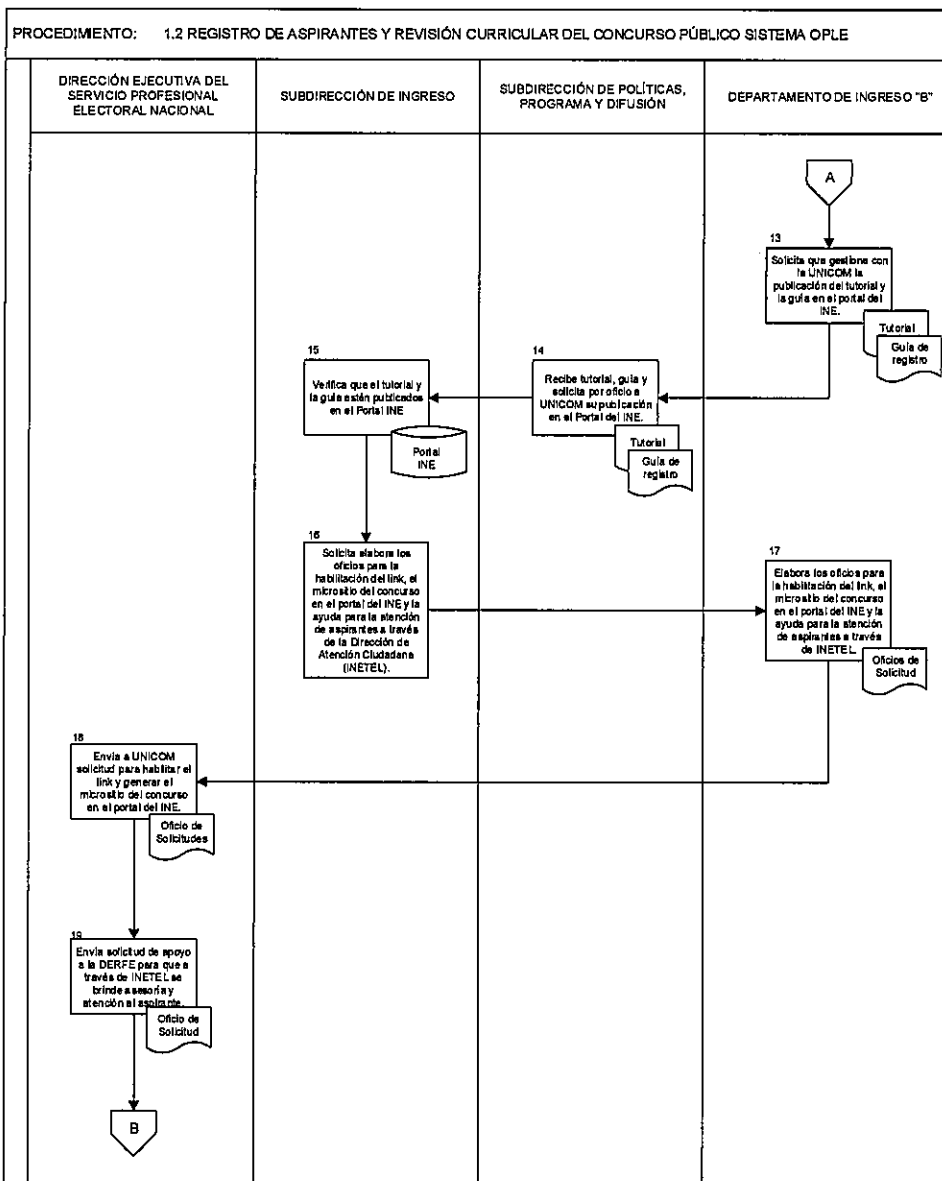 PROCEDIMIENTO: 1.2 REGISTRO DE ASPIRANTES Y REVISIÓN CURRICULAR DEL CONCURSO PÚBLICO SISTEMA OPLE
DIRECCIÓN EJECUTIVA DEL
SERVICIO PROFESIONAL
ELECTORAL NACIONAL
SUBDIRECCIÓN DE INGRESO
SUBDIRECCIÓN DE POLÍTICAS,
PROGRAMA Y DIFUSIÓN
DEPARTAMENTO DE INGRESO "B"
A
13
Solicita que gestione con
la UNICOM la
publicación del tutorial y
la guía en el portal del
INE.
Tutorial
Guía de
registro
14
Recibe tutorial, guía y
solicita por oficio a
UNICOM su publicación
en el Portal del INE.
Tutorial
Guía de
registro
15
Verifica que el tutorial y
la guía estén publicados
en el Portal INE
Portal
INE
16
Solicita elabore los
oficios para la
habilitación del link, el
micrositio del concurso
en el portal del INE y la
ayuda para la atención
de aspirantes a través
de la Dirección de
Atención Ciudadana
(INETEL).
17
Elabora los oficios para
la habilitación del link, el
micrositio del concurso
en el portal del INE y la
ayuda para la atención de
aspirantes a través
de INETEL.
Oficios de
Solicitud
18
Envía a UNICOM
solicitud para habilitar el
link y generar el
micrositio del concurso
en el portal del INE.
Oficio de
Solicitudes
19
Envía solicitud de apoyo
a la DERFE para que a
través de INETEL se
brinde asesoría y
atención al aspirante.
Oficio de
Solicitud
B